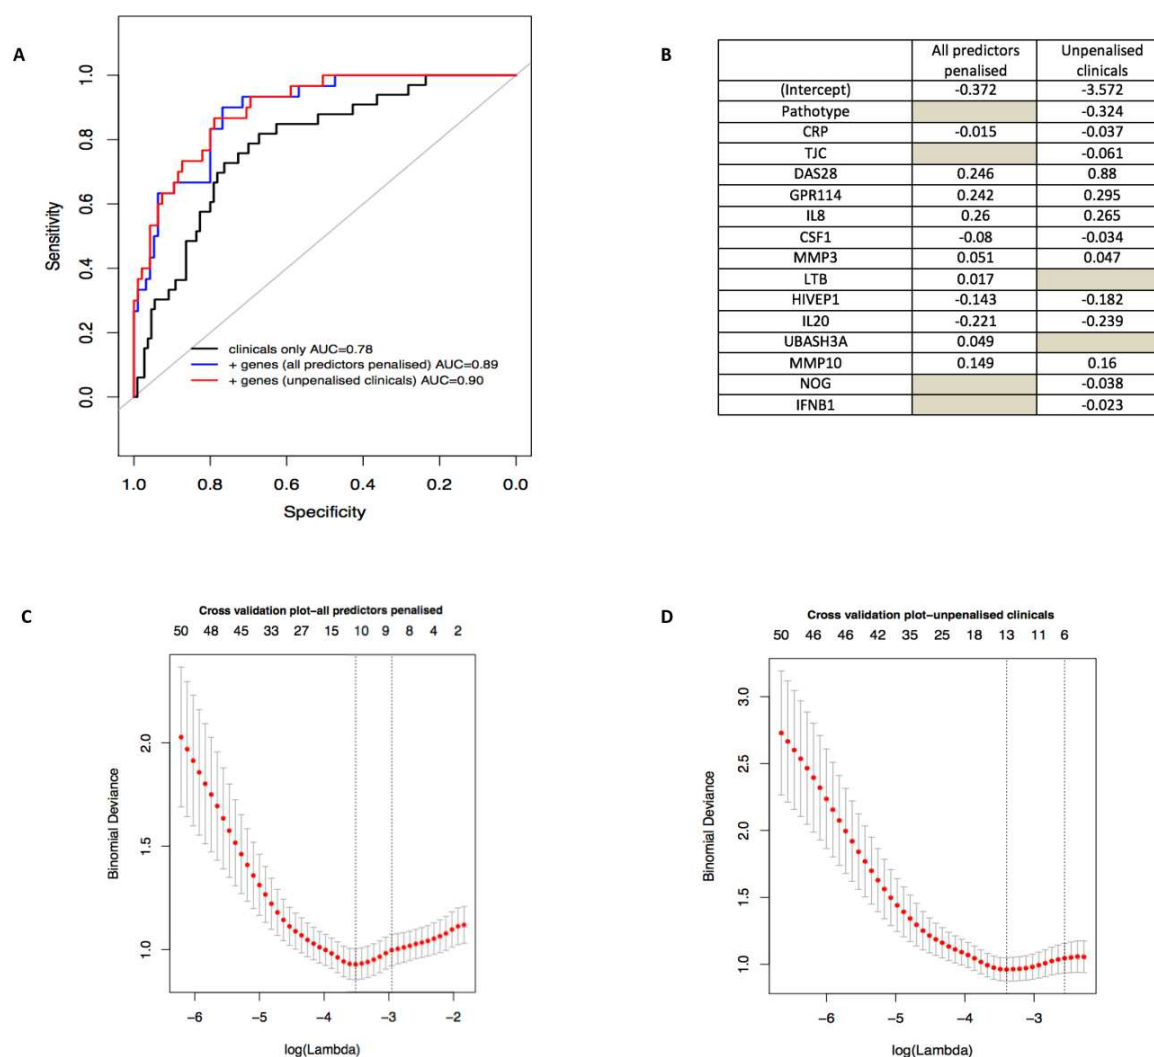 A
1.0
0.8
0.6
0.4
0.2
0.0
Sensitivity
clinicals only AUC=0.78
+ genes (all predictors penalised) AUC=0.89
+ genes (unpenalised clinicals) AUC=0.90
1.0 0.8 0.6 0.4 0.2 0.0
Specificity
B
All predictors penalised Unpenalised clinicals
(Intercept) -0.372 -3.572
Pathotype -0.324
CRP -0.015 -0.037
TJC -0.061
DAS28 0.246 0.88
GPR114 0.242 0.295
IL8 0.26 0.265
CSF1 -0.08 -0.034
MMP3 0.051 0.047
LTB 0.017
HIVEP1 -0.143 -0.182
IL20 -0.221 -0.239
UBASH3A 0.049
MMP10 0.149 0.16
NOG -0.038
IFNB1 -0.023
C
Cross validation plot–all predictors penalised
50 48 45 33 27 15 10 9 8 4 2
2.0
1.5
1.0
Binomial Deviance
−6 −5 −4 −3 −2
log(Lambda)
D
Cross validation plot–unpenalised clinicals
50 46 46 42 35 25 18 13 11 6
3.0
2.5
2.0
1.5
1.0
Binomial Deviance
−6 −5 −4 −3
log(Lambda)